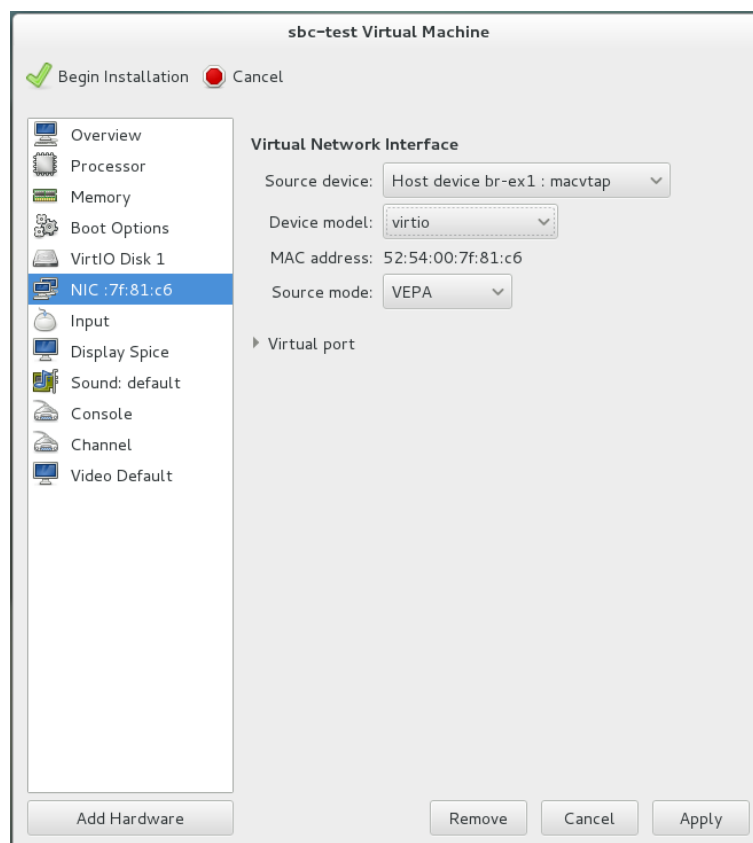 sbc-test Virtual Machine
Begin Installation Cancel
Overview
Processor
Memory
Boot Options
VirtIO Disk 1
NIC :7f:81:c6
Input
Display Spice
Sound: default
Console
Channel
Video Default
Add Hardware
Virtual Network Interface
Source device: Host device br-ex1 : macvtap
Device model: virtio
MAC address: 52:54:00:7f:81:c6
Source mode: VEPA
Virtual port
Remove Cancel Apply